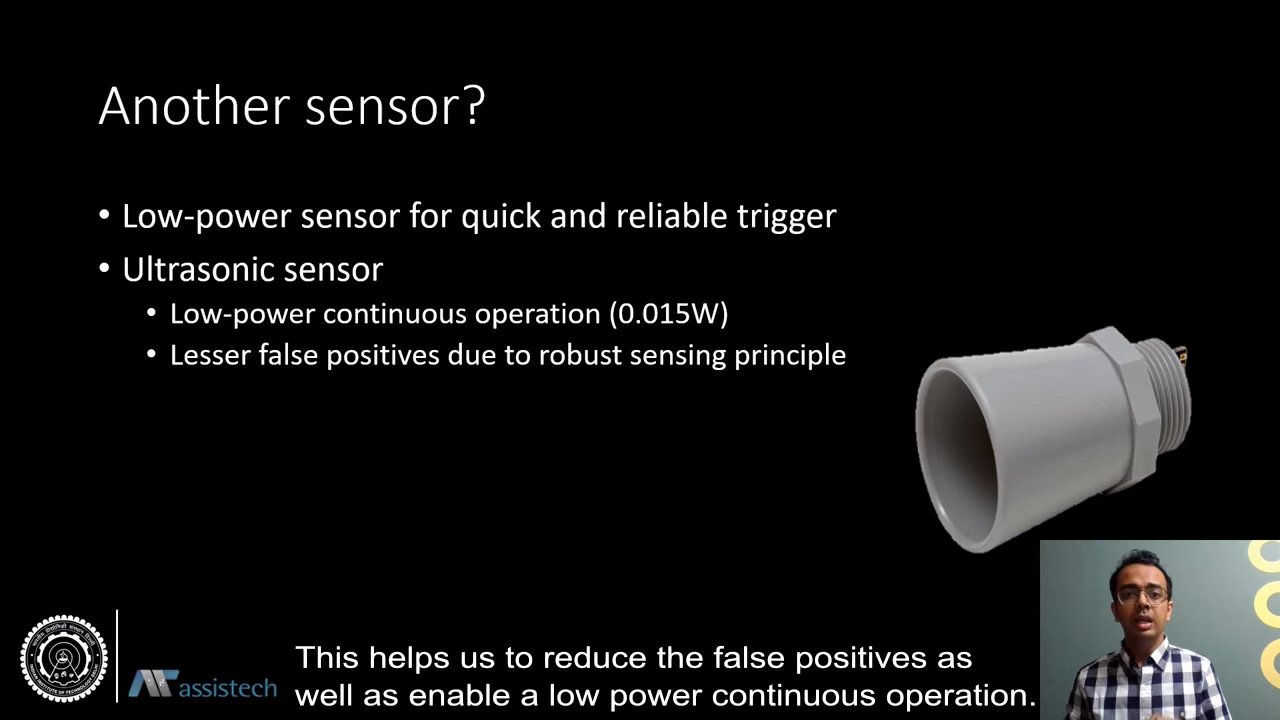 Another sensor?
• Low-power sensor for quick and reliable trigger
• Ultrasonic sensor
• Low-power continuous operation (0.015W)
• Lesser false positives due to robust sensing principle
assistech
This helps us to reduce the false positives as
well as enable a low power continuous operation.